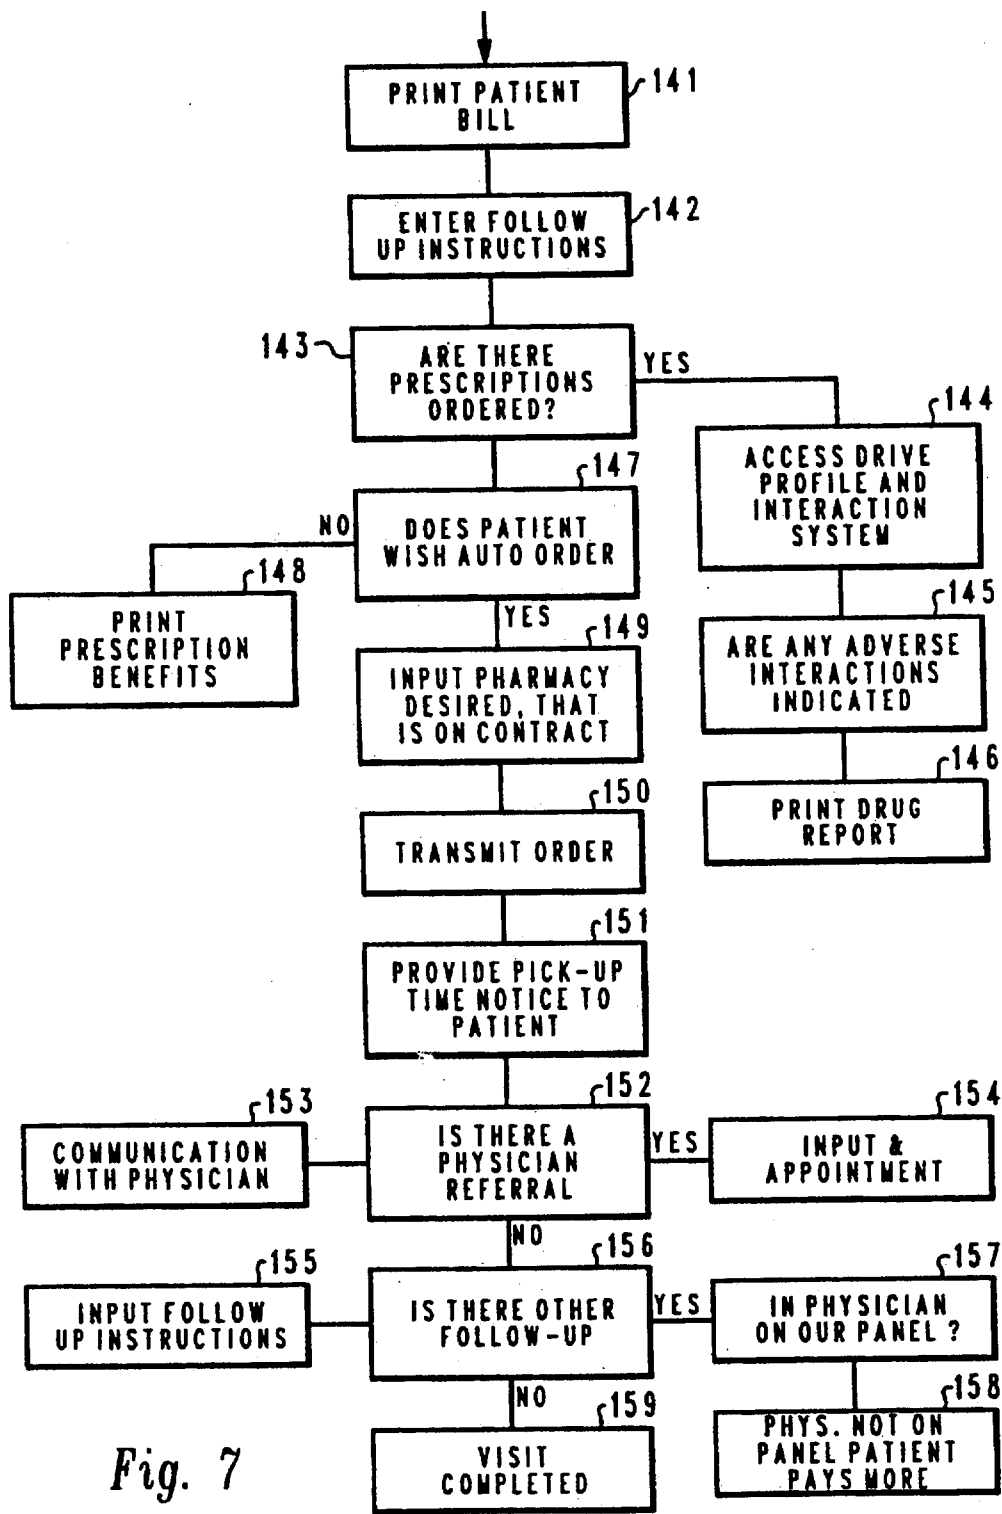 141
PRINT PATIENT
BILL
142
ENTER FOLLOW
UP INSTRUCTIONS
143
ARE THERE
PRESCRIPTIONS
ORDERED?
YES
144
ACCESS DRIVE
PROFILE AND
INTERACTION
SYSTEM
147
DOES PATIENT
WISH AUTO ORDER
NO
148
PRINT
PRESCRIPTION
BENEFITS
YES
145
ARE ANY ADVERSE
INTERACTIONS
INDICATED
149
INPUT PHARMACY
DESIRED, THAT
IS ON CONTRACT
146
PRINT DRUG
REPORT
150
TRANSMIT ORDER
151
PROVIDE PICK-UP
TIME NOTICE TO
PATIENT
153
COMMUNICATION
WITH PHYSICIAN
152
IS THERE A
PHYSICIAN
REFERRAL
YES
154
INPUT &
APPOINTMENT
NO
155
INPUT FOLLOW
UP INSTRUCTIONS
156
IS THERE OTHER
FOLLOW-UP
YES
157
IN PHYSICIAN
ON OUR PANEL ?
NO
158
PHYS. NOT ON
PANEL PATIENT
PAYS MORE
159
VISIT
COMPLETED
Fig. 7